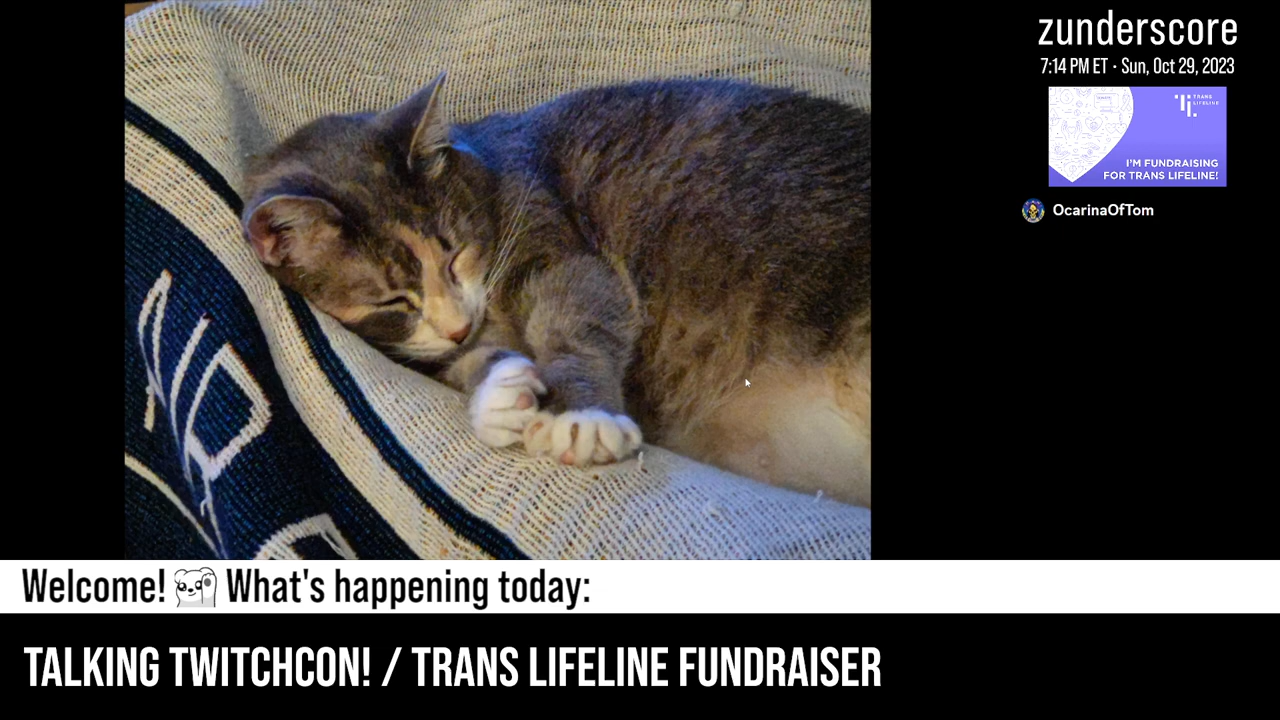 zunderscore
7:14 PM ET · Sun, Oct 29, 2023
TRANS
LIFELINE
I'M FUNDRAISING
FOR TRANS LIFELINE!
OcarinaOfTom
Welcome! What's happening today:
TALKING TWITCHCON! / TRANS LIFELINE FUNDRAISER